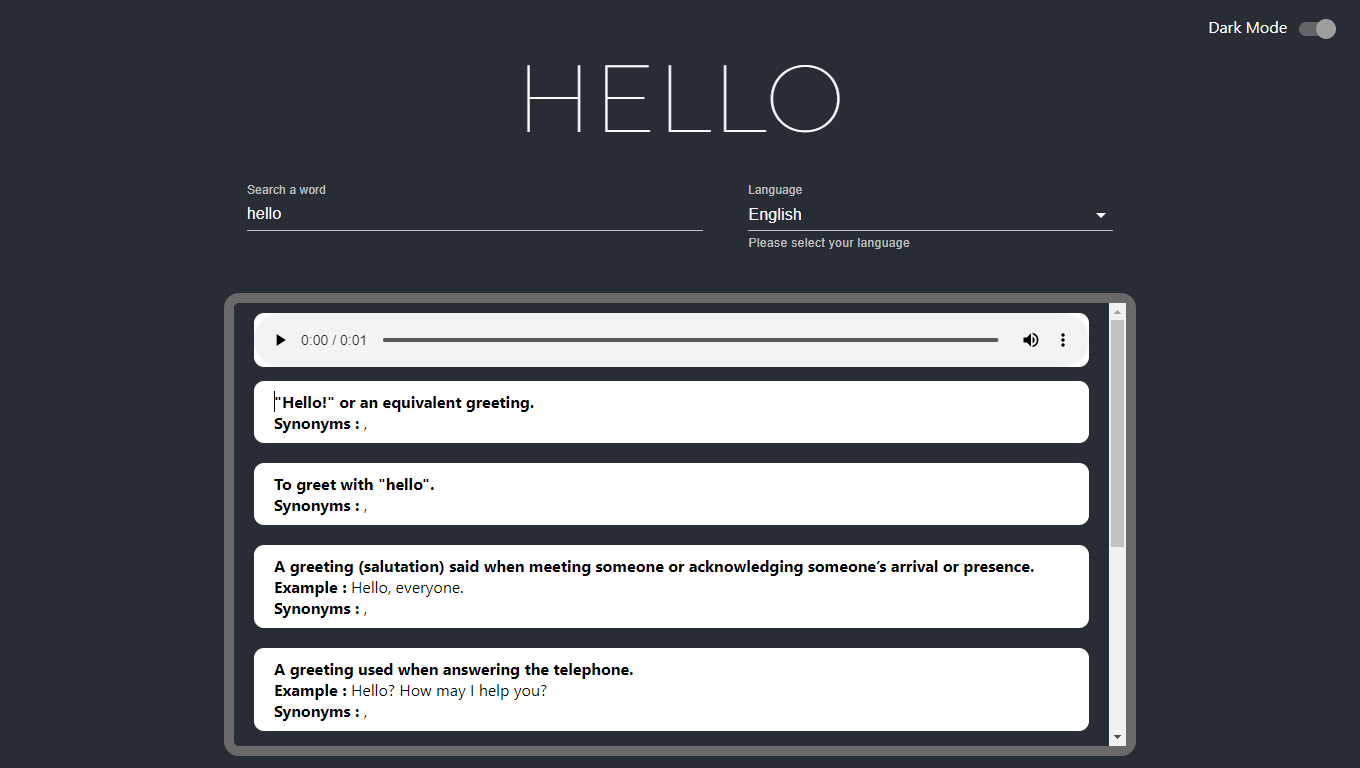 Dark Mode
HELLO
Search a word
hello
Language
English
Please select your language
0:00 / 0:01
"Hello!" or an equivalent greeting.
Synonyms : ,
To greet with "hello".
Synonyms : ,
A greeting (salutation) said when meeting someone or acknowledging someone’s arrival or presence.
Example : Hello, everyone.
Synonyms : ,
A greeting used when answering the telephone.
Example : Hello? How may I help you?
Synonyms : ,